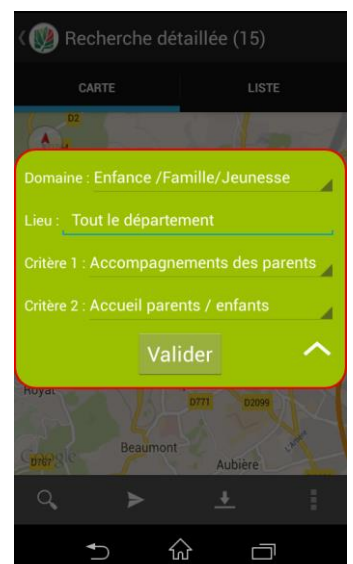 Recherche détaillée (15)
CARTE
LISTE
D2
Domaine : Enfance /Famille/Jeunesse
Lieu : Tout le département
Critère 1 : Accompagnements des parents
Critère 2 : Accueil parents / enfants
Valider
Royat
D771
D2099
Google
D767
Beaumont
Aubière